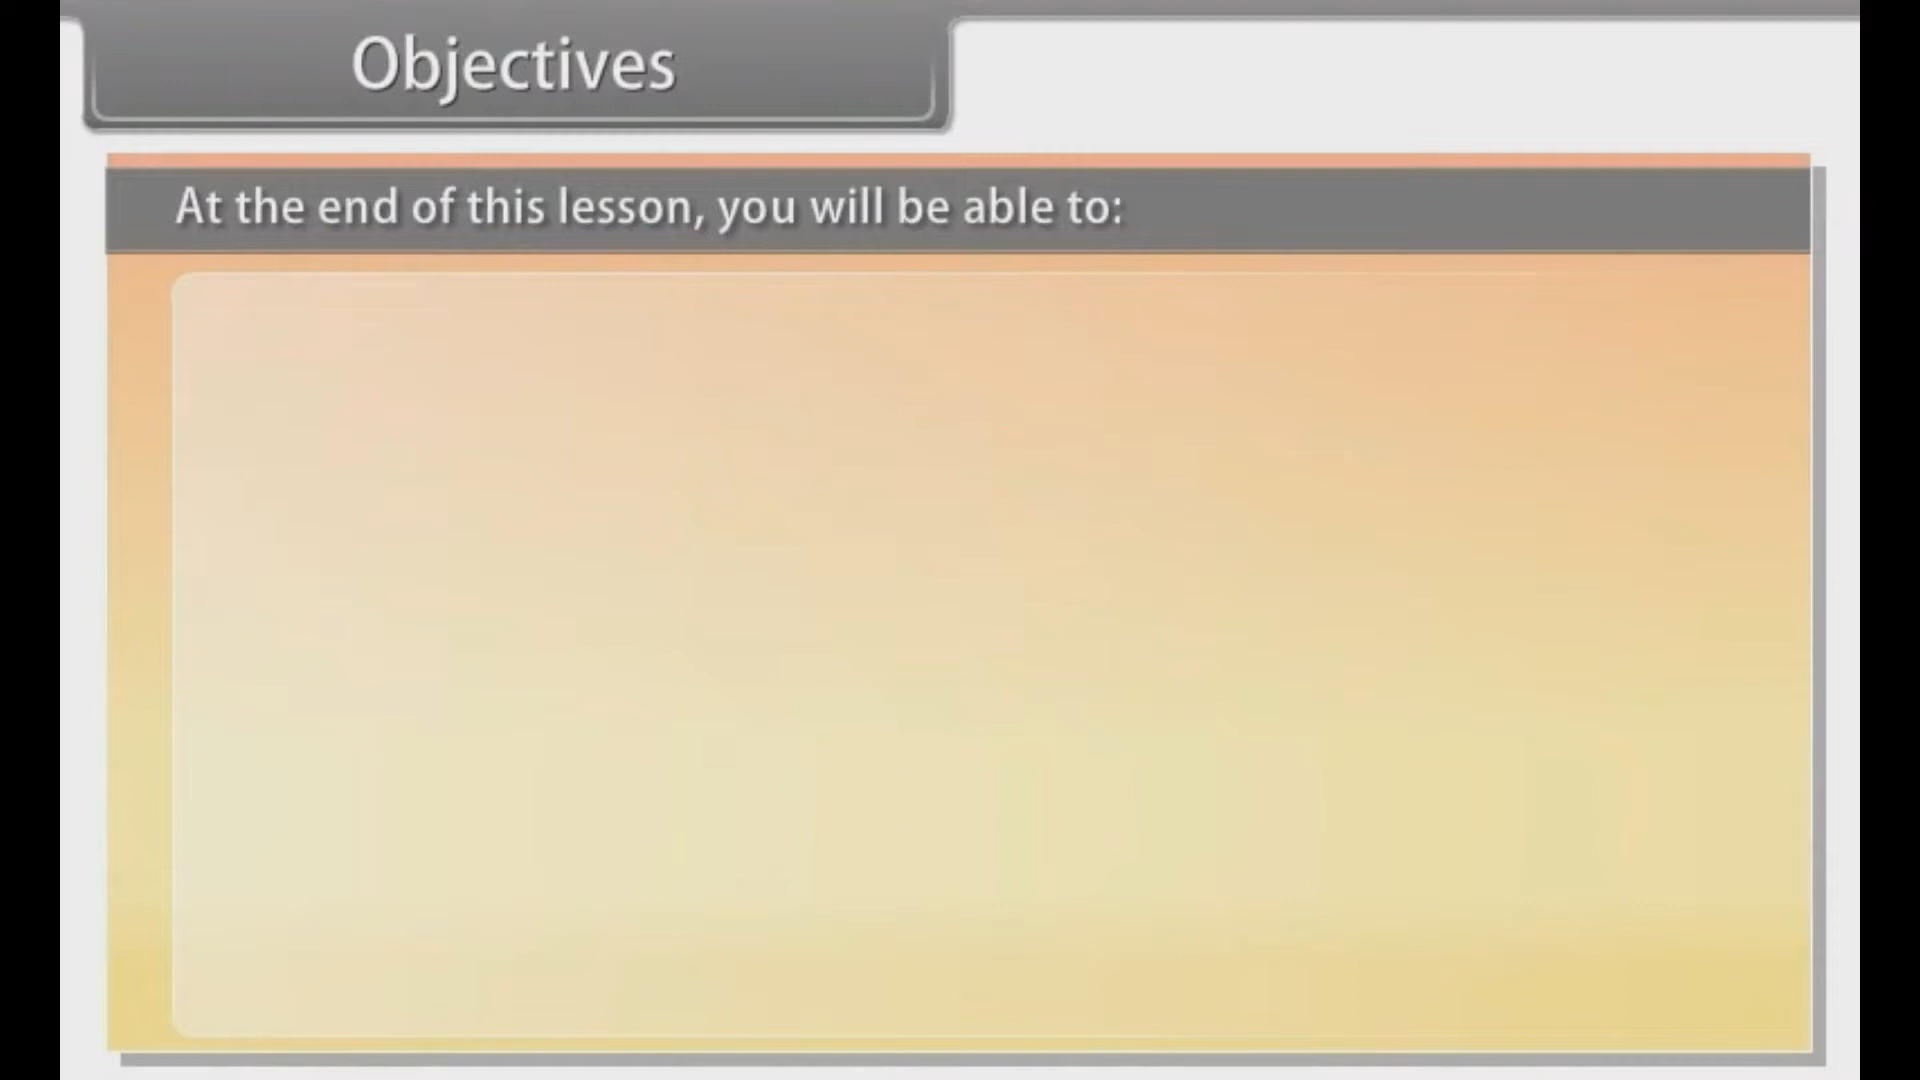 Objectives
At the end of this lesson, you will be able to: